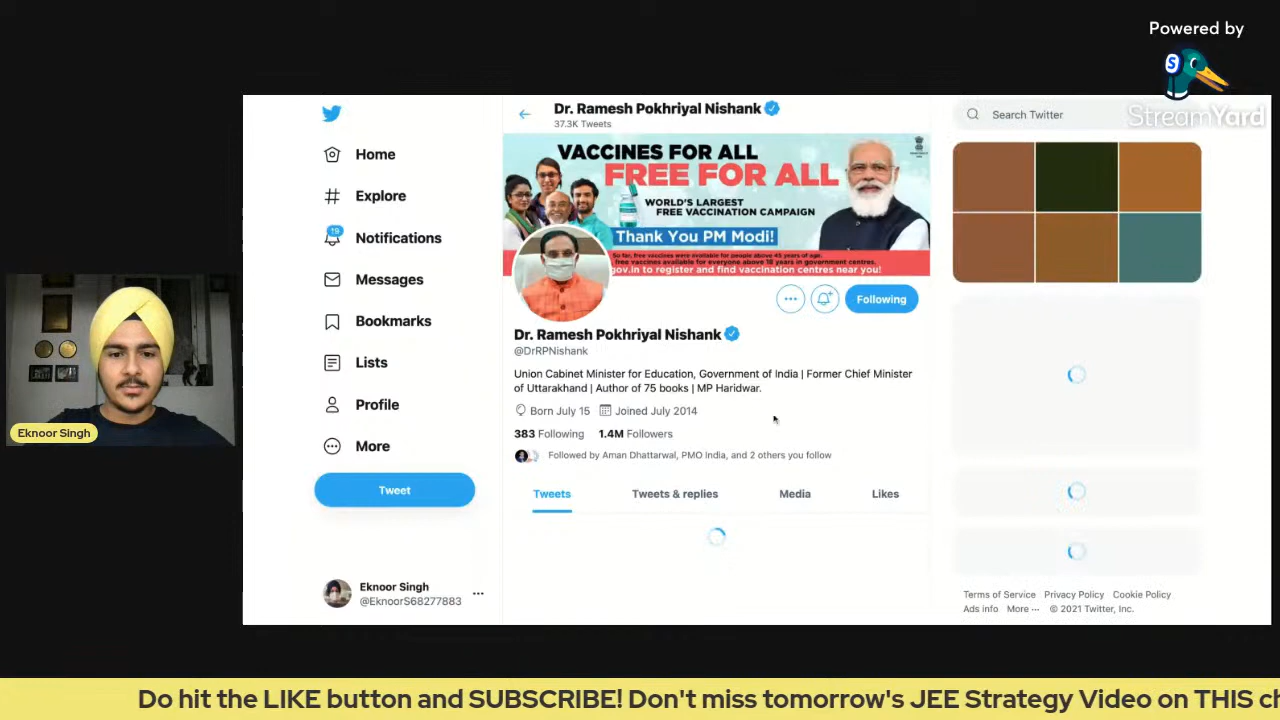 Powered by
S
StreamYard
Dr. Ramesh Pokhriyal Nishank
37.3K Tweets
Search Twitter
Home
Explore
19
Notifications
Messages
Bookmarks
Lists
Profile
More
Tweet
Eknoor Singh
@EknoorS68277883
VACCINES FOR ALL
FREE FOR ALL
WORLD'S LARGEST
FREE VACCINATION CAMPAIGN
Thank You PM Modi!
So far, free vaccines were available for people above 45 years of age.
free vaccines available for everyone above 18 years in government centres.
gov.in to register and find vaccination centres near you!
Following
Dr. Ramesh Pokhriyal Nishank
@DrRPNishank
Union Cabinet Minister for Education, Government of India | Former Chief Minister
of Uttarakhand | Author of 75 books | MP Haridwar.
Born July 15 Joined July 2014
383 Following 1.4M Followers
Followed by Aman Dhattarwal, PMO India, and 2 others you follow
Tweets Tweets & replies Media Likes
Terms of Service Privacy Policy Cookie Policy
Ads info More ··· © 2021 Twitter, Inc.
Eknoor Singh
Do hit the LIKE button and SUBSCRIBE! Don't miss tomorrow's JEE Strategy Video on THIS ch